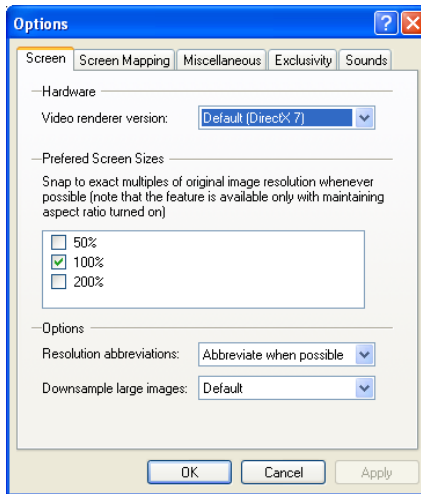 Options
Screen
Screen Mapping
Miscellaneous
Exclusivity
Sounds
Hardware
Video renderer version: Default (DirectX 7)
Prefered Screen Sizes
Snap to exact multiples of original image resolution whenever
possible (note that the feature is available only with maintaining
aspect ratio turned on)
50%
100%
200%
Options
Resolution abbreviations: Abbreviate when possible
Downsample large images: Default
OK
Cancel
Apply